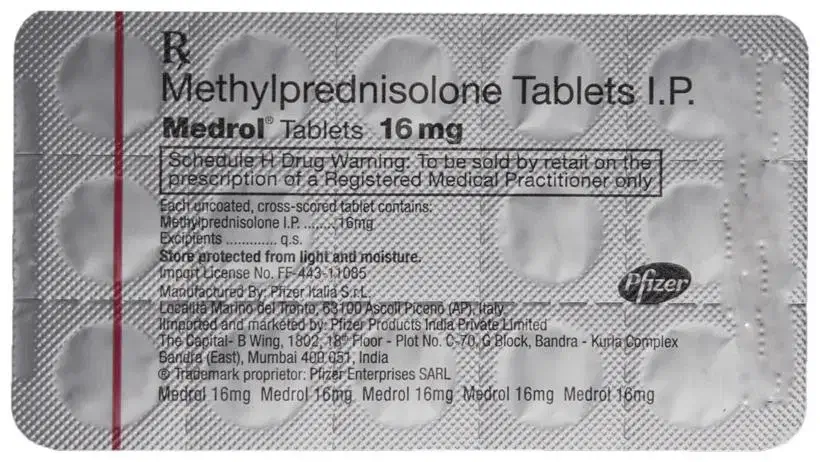 Rx
Methylprednisolone Tablets I.P.
Medrol® Tablets 16 mg
Schedule H Drug Warning: To be sold by retail on the
prescription of a Registered Medical Practitioner only
Each uncoated, cross-scored tablet contains:
Methylprednisolone I.P. ........ 16mg
Excipients ............. q.s.
Store protected from light and moisture.
Import License No. FF-443-11085
Manufactured By: Pfizer Italia S.r.L.
Localita Marino del Tronto, 63100 Ascoli Piceno (AP), Italy
Iimported and marketed by: Pfizer Products India Private Limited
The Capital- B Wing, 1802, 18th Floor - Plot No. C-70, G Block, Bandra - Kurla Complex
Bandra (East), Mumbai 400 051, India
® Trademark proprietor: Pfizer Enterprises SARL
Medrol 16mg Medrol 16mg Medrol 16mg Medrol 16mg Medrol 16mg
Pfizer